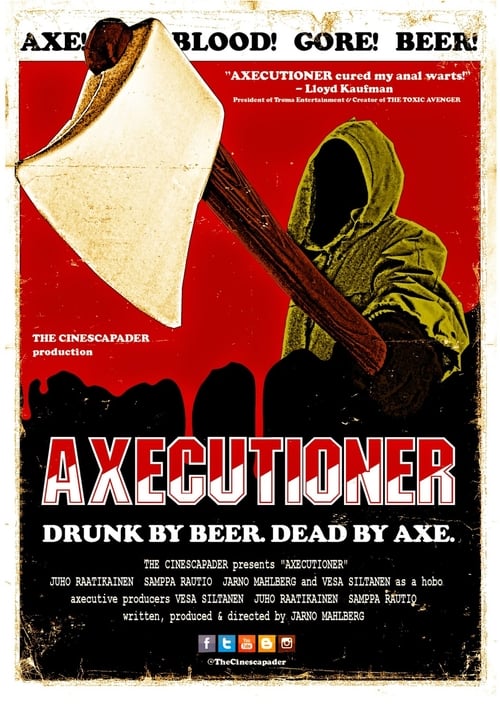 AXE! BLOOD! GORE! BEER!
"AXECUTIONER cured my anal warts!"
– Lloyd Kaufman
President of Troma Entertainment & Creator of THE TOXIC AVENGER
THE CINESCAPADER
production
AXECUTIONER
DRUNK BY BEER. DEAD BY AXE.
THE CINESCAPADER presents "AXECUTIONER"
JUHO RAATIKAINEN SAMPPA RAUTIO JARNO MAHLBERG and VESA SILTANEN as a hobo
axecutive producers VESA SILTANEN JUHO RAATIKAINEN SAMPPA RAUTIO
written, produced & directed by JARNO MAHLBERG
f t You Tube B
@TheCinescapader